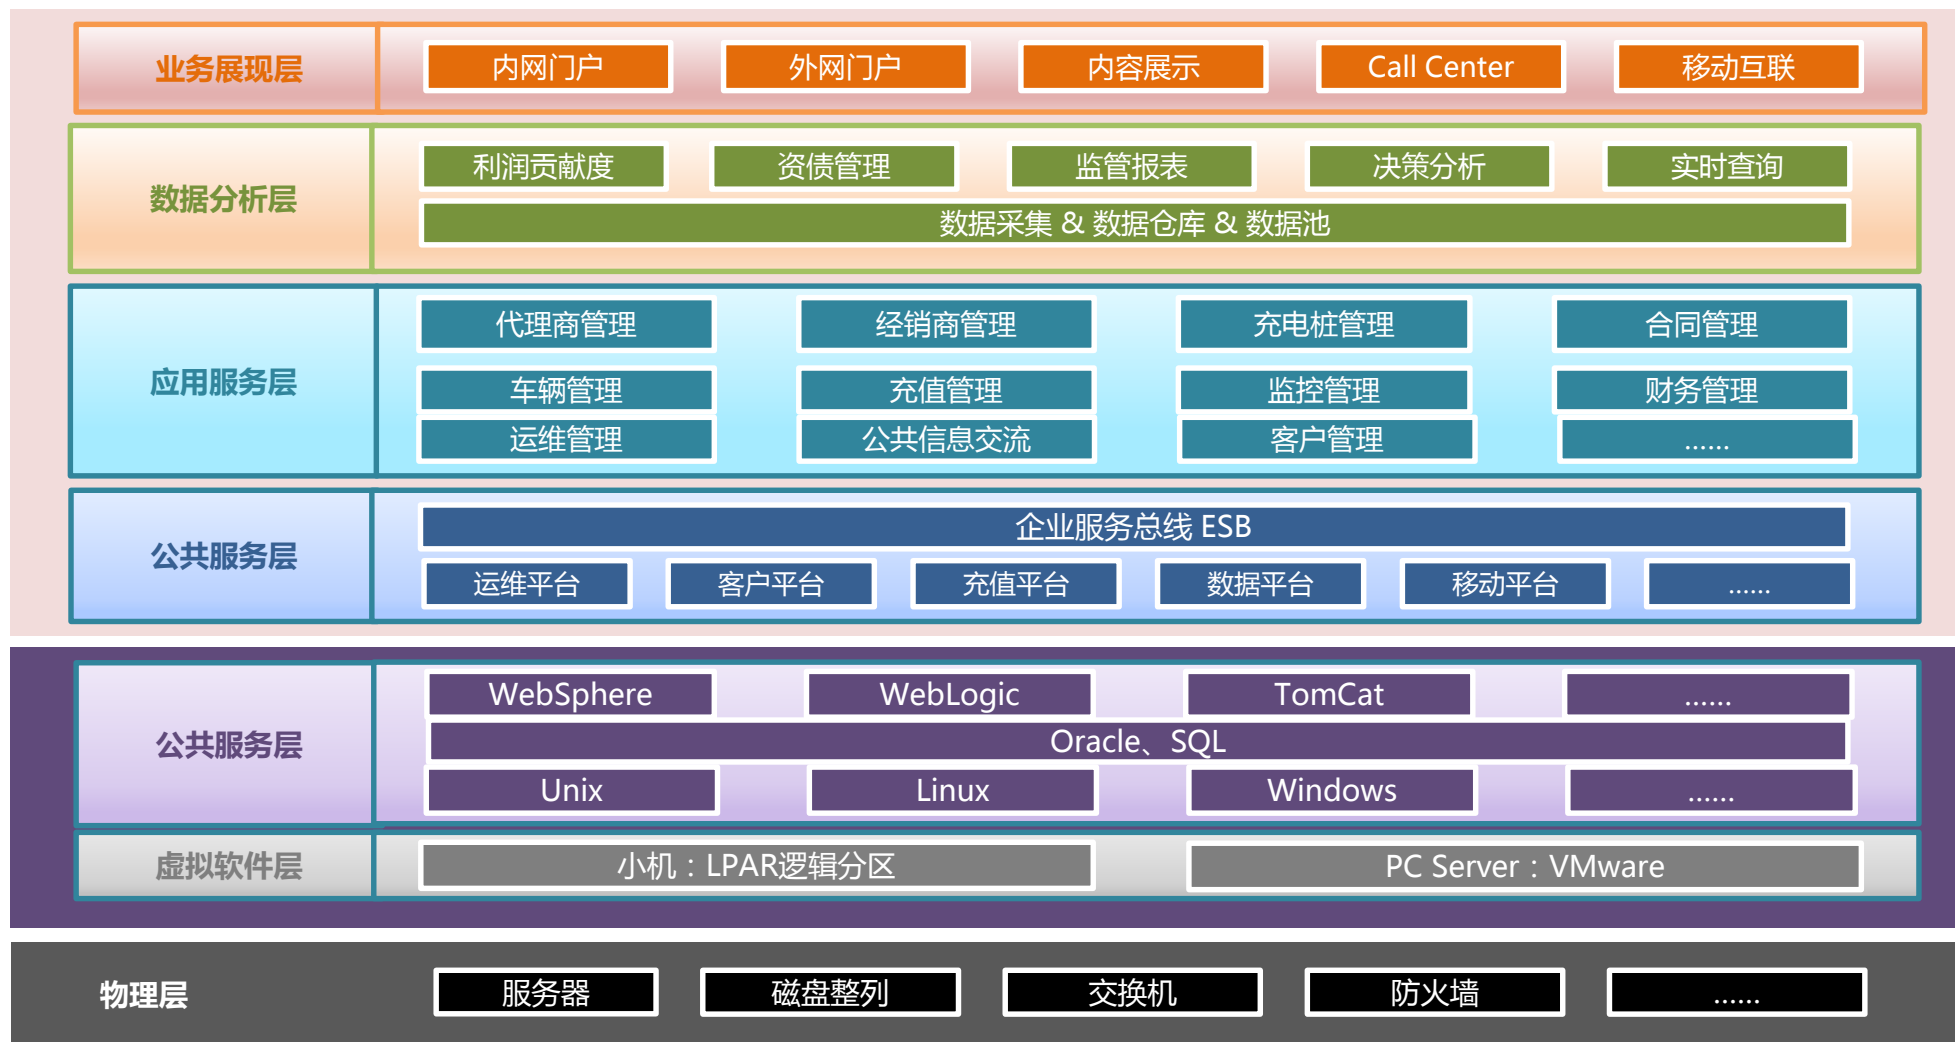 业务展现层
内网门户
外网门户
内容展示
Call Center
移动互联
数据分析层
利润贡献度
资债管理
监管报表
决策分析
实时查询
数据采集 & 数据仓库 & 数据池
应用服务层
代理商管理
经销商管理
充电桩管理
合同管理
车辆管理
充值管理
监控管理
财务管理
运维管理
公共信息交流
客户管理
......
公共服务层
企业服务总线 ESB
运维平台
客户平台
充值平台
数据平台
移动平台
......
公共服务层
WebSphere
WebLogic
TomCat
......
Oracle、SQL
Unix
Linux
Windows
......
虚拟软件层
小机：LPAR逻辑分区
PC Server：VMware
物理层
服务器
磁盘整列
交换机
防火墙
......